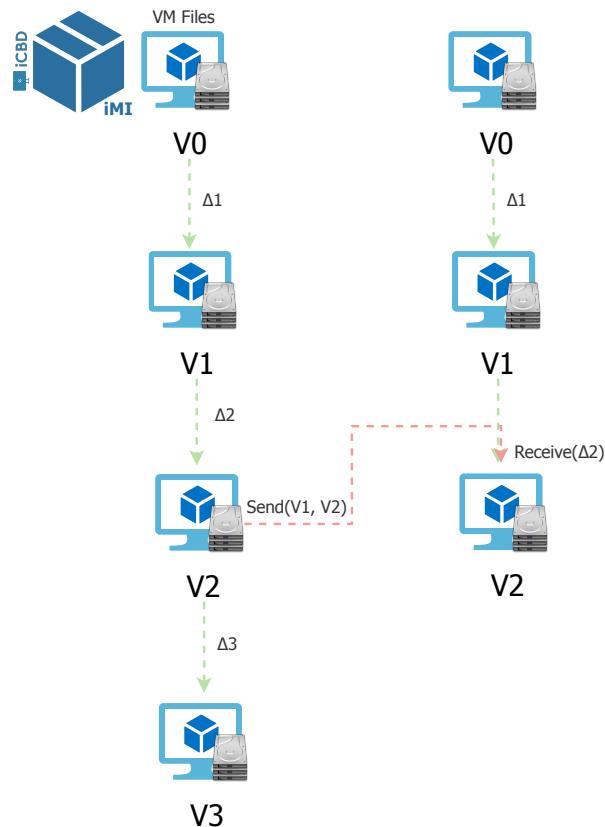 VM Files
iCBD
iMI
V0
V0
Δ1
Δ1
V1
V1
Δ2
Receive(Δ2)
Send(V1, V2)
V2
V2
Δ3
V3